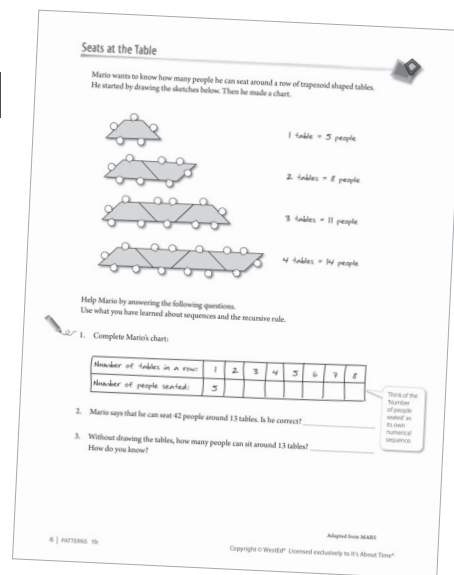 Seats at the Table
Mario wants to know how many people he can seat around a row of trapezoid shaped tables.
He started by drawing the sketches below. Then he made a chart.
1 table = 5 people
2 tables = 8 people
3 tables = 11 people
4 tables = 14 people
Help Mario by answering the following questions.
Use what you have learned about sequences and the recursive rule.
1. Complete Mario's chart:
Number of tables in a row: 1 2 3 4 5 6 7 8
Number of people seated: 5
Think of the
'Number
of people
seated' as
its own
numerical
sequence.
2. Mario says that he can seat 42 people around 13 tables. Is he correct?
3. Without drawing the tables, how many people can sit around 13 tables?
How do you know?
Adapted from MARS
6 | PATTERNS
Copyright © WestEd® Licensed exclusively to It's About Time®